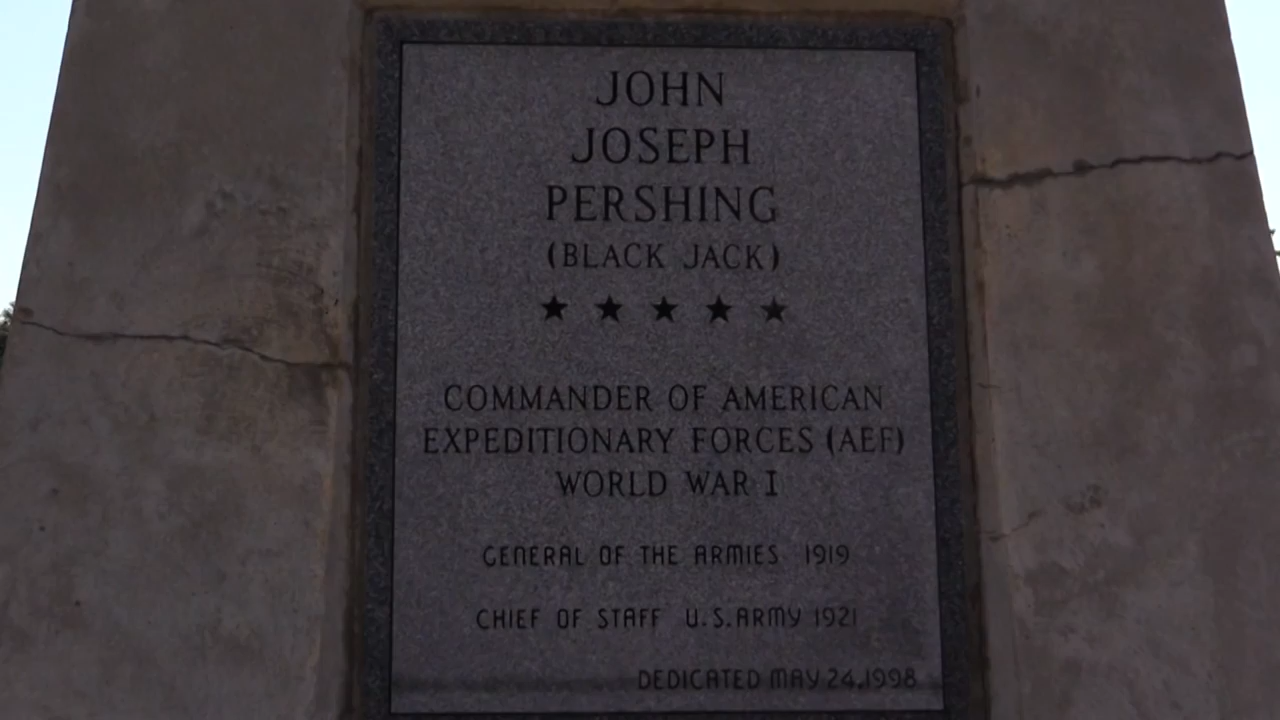 JOHN
JOSEPH
PERSHING
(BLACK JACK)
★ ★ ★ ★ ★
COMMANDER OF AMERICAN
EXPEDITIONARY FORCES (AEF)
WORLD WAR I
GENERAL OF THE ARMIES 1919
CHIEF OF STAFF U.S. ARMY 1921
DEDICATED MAY 24, 1998